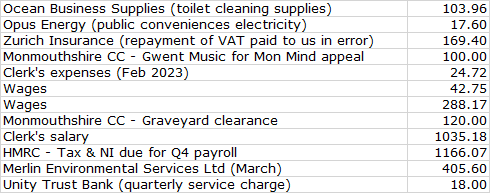 Ocean Business Supplies (toilet cleaning supplies) 103.96
Opus Energy (public conveniences electricity) 17.60
Zurich Insurance (repayment of VAT paid to us in error) 169.40
Monmouthshire CC - Gwent Music for Mon Mind appeal 100.00
Clerk's expenses (Feb 2023) 24.72
Wages 42.75
Wages 288.17
Monmouthshire CC - Graveyard clearance 120.00
Clerk's salary 1035.18
HMRC - Tax & NI due for Q4 payroll 1166.07
Merlin Environmental Services Ltd (March) 405.60
Unity Trust Bank (quarterly service charge) 18.00